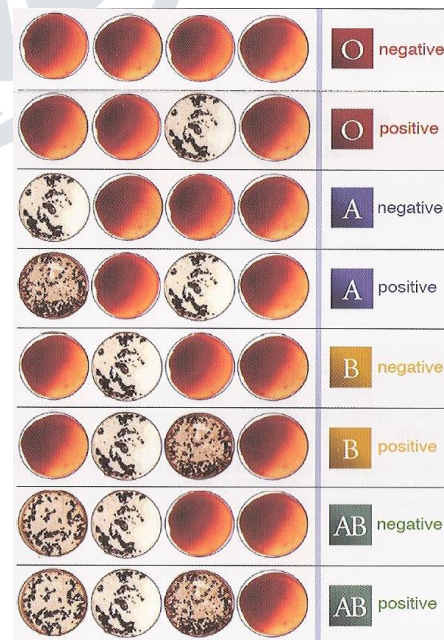 O negative
O positive
A negative
A positive
B negative
B positive
AB negative
AB positive